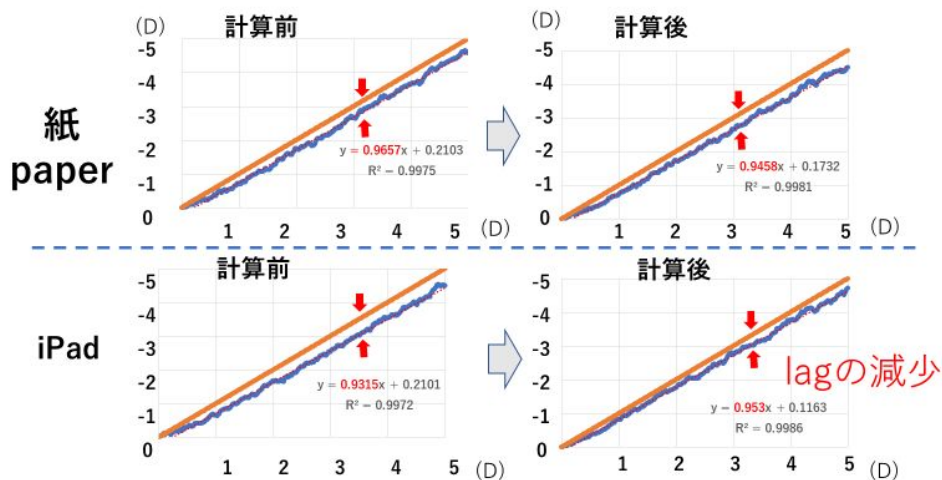 (D)
計算前
-5
-4
-3
-2
-1
0
1
2
3
4
5
(D)
y = 0.9657x + 0.2103
R² = 0.9975
紙
paper
(D)
計算後
-5
-4
-3
-2
-1
0
1
2
3
4
5
(D)
y = 0.9458x + 0.1732
R² = 0.9981
計算前
-5
-4
-3
-2
-1
0
1
2
3
4
5
(D)
y = 0.9315x + 0.2101
R² = 0.9972
iPad
計算後
-5
-4
-3
-2
-1
0
1
2
3
4
5
(D)
y = 0.953x + 0.1163
R² = 0.9986
lagの減少